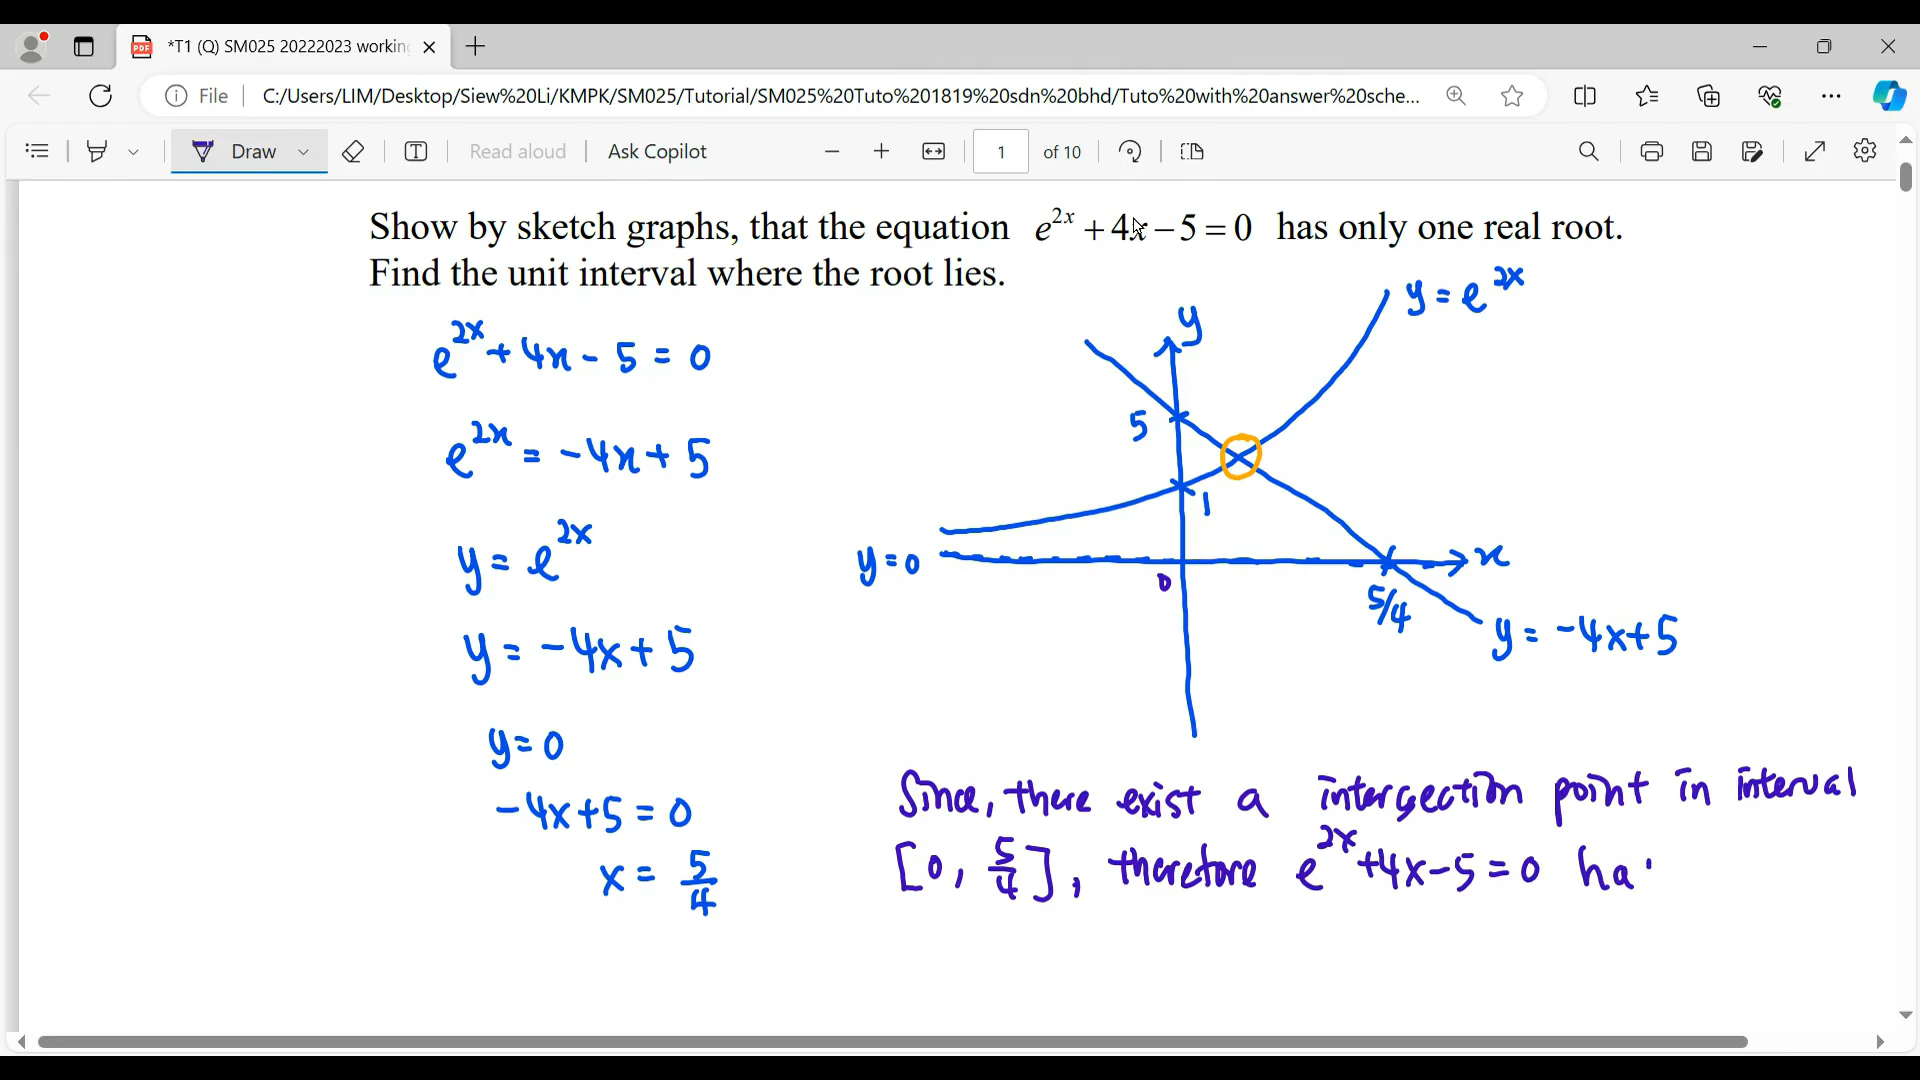 *T1 (Q) SM025 20222023 working
File C:/Users/LIM/Desktop/Siew%20Li/KMPK/SM025/Tutorial/SM025%20Tuto%201819%20sdn%20bhd/Tuto%20with%20answer%20sche...
Draw Read aloud Ask Copilot 1 of 10
Show by sketch graphs, that the equation e^{2x} + 4x − 5 = 0 has only one real root.
Find the unit interval where the root lies.
e^{2x} + 4x − 5 = 0
e^{2x} = −4x + 5
y = e^{2x}
y = −4x + 5
y = 0
−4x + 5 = 0
x = 5/4
y
y = e^{2x}
5
1
y = 0
0
x
5/4
y = −4x + 5
Since, there exist a intersection point in interval
[0, 5/4], therefore e^{2x} + 4x − 5 = 0 ha